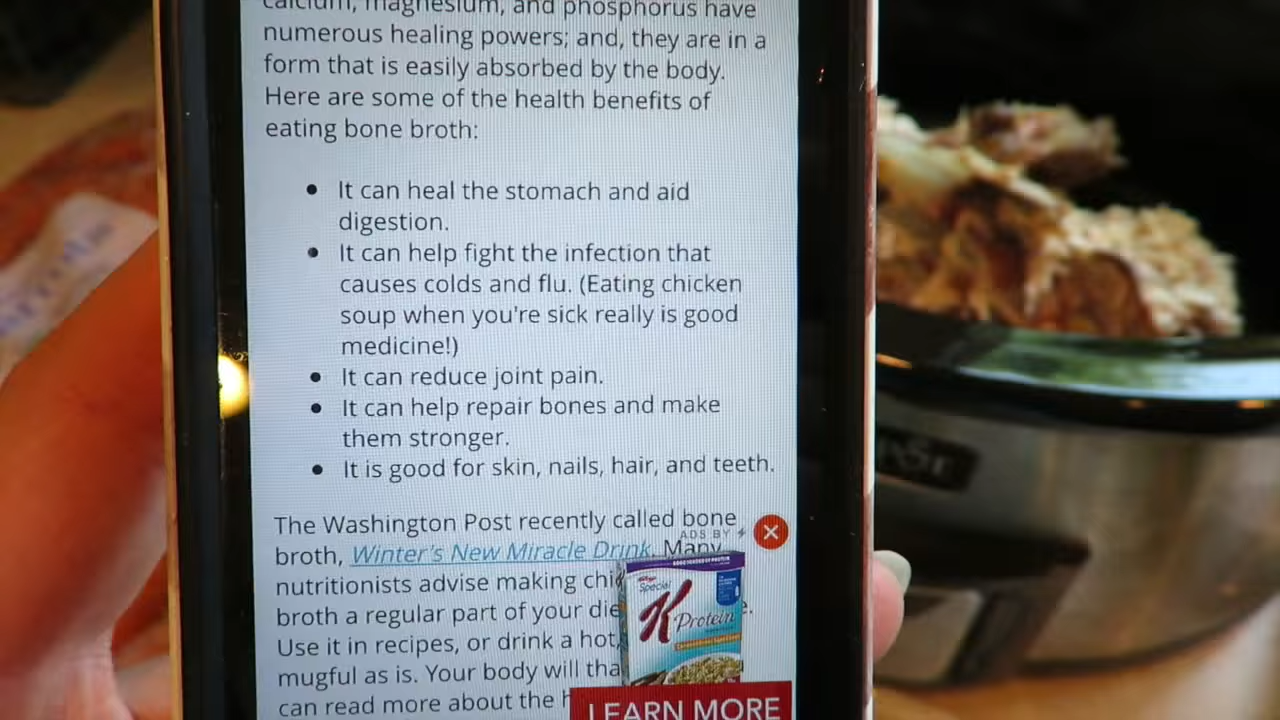 calcium, magnesium, and phosphorus have
numerous healing powers; and, they are in a
form that is easily absorbed by the body.
Here are some of the health benefits of
eating bone broth:
• It can heal the stomach and aid
digestion.
• It can help fight the infection that
causes colds and flu. (Eating chicken
soup when you're sick really is good
medicine!)
• It can reduce joint pain.
• It can help repair bones and make
them stronger.
• It is good for skin, nails, hair, and teeth.
The Washington Post recently called bone
broth, Winter's New Miracle Drink. Many
nutritionists advise making chi
broth a regular part of your die
Use it in recipes, or drink a hot,
mugful as is. Your body will tha
can read more about the h
ADS BY
Special
K
Protein
LEARN MORE